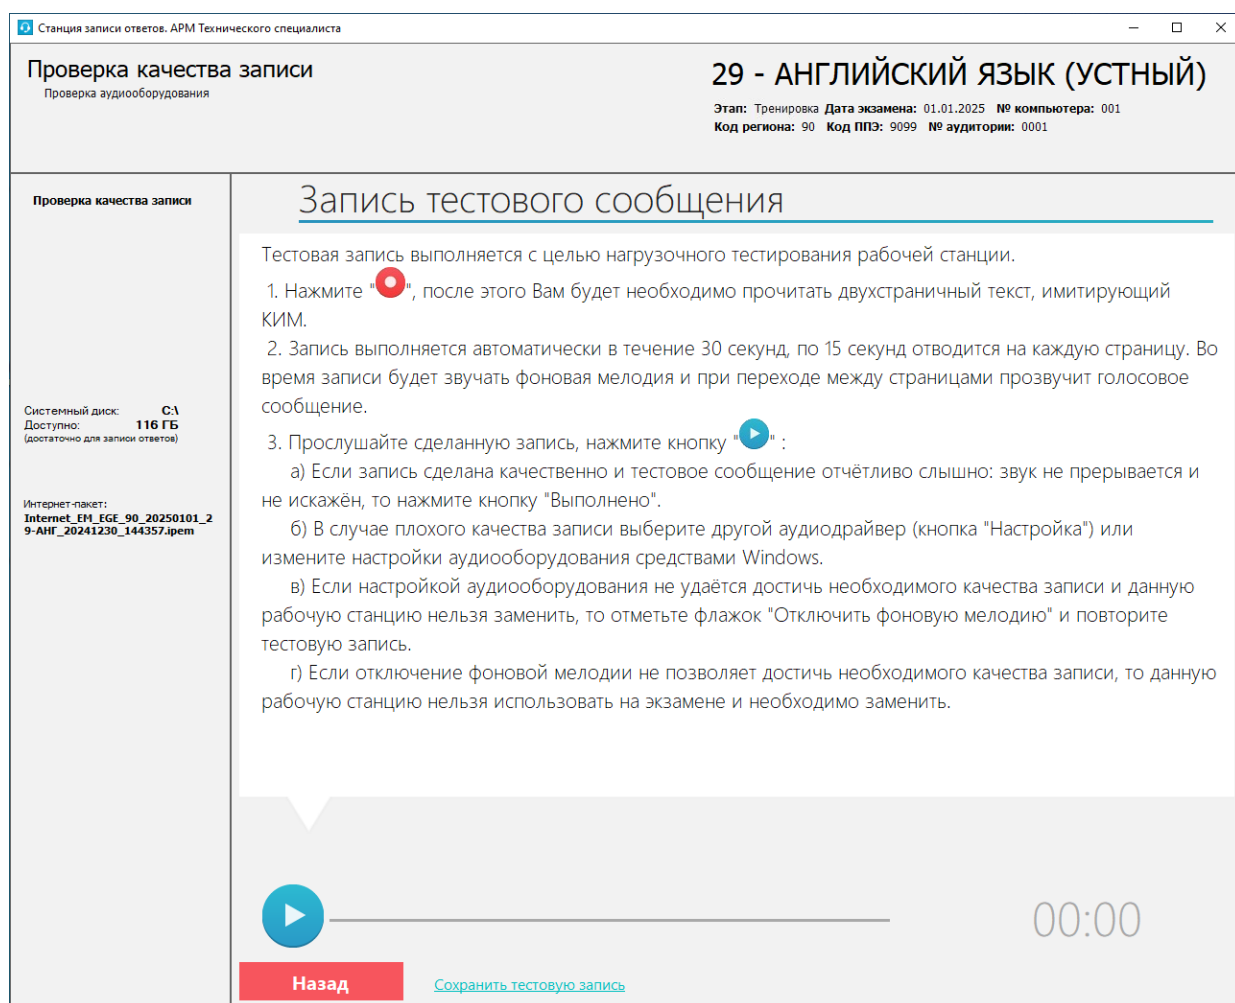 Станция записи ответов. АРМ Технического специалиста
Проверка качества записи
Проверка аудиооборудования
29 - АНГЛИЙСКИЙ ЯЗЫК (УСТНЫЙ)
Этап: Тренировка Дата экзамена: 01.01.2025 № компьютера: 001
Код региона: 90 Код ППЭ: 9099 № аудитории: 0001
Проверка качества записи
Системный диск: C:\
Доступно: 116 ГБ
(достаточно для записи ответов)
Интернет-пакет:
Internet_EM_EGE_90_20250101_2
9-АНГ_20241230_144357.ipem
Запись тестового сообщения
Тестовая запись выполняется с целью нагрузочного тестирования рабочей станции.
1. Нажмите "", после этого Вам будет необходимо прочитать двухстраничный текст, имитирующий
КИМ.
2. Запись выполняется автоматически в течение 30 секунд, по 15 секунд отводится на каждую страницу. Во
время записи будет звучать фоновая мелодия и при переходе между страницами прозвучит голосовое
сообщение.
3. Прослушайте сделанную запись, нажмите кнопку "" :
а) Если запись сделана качественно и тестовое сообщение отчётливо слышно: звук не прерывается и
не искажён, то нажмите кнопку "Выполнено".
б) В случае плохого качества записи выберите другой аудиодрайвер (кнопка "Настройка") или
измените настройки аудиооборудования средствами Windows.
в) Если настройкой аудиооборудования не удаётся достичь необходимого качества записи и данную
рабочую станцию нельзя заменить, то отметьте флажок "Отключить фоновую мелодию" и повторите
тестовую запись.
г) Если отключение фоновой мелодии не позволяет достичь необходимого качества записи, то данную
рабочую станцию нельзя использовать на экзамене и необходимо заменить.
00:00
Назад
Сохранить тестовую запись